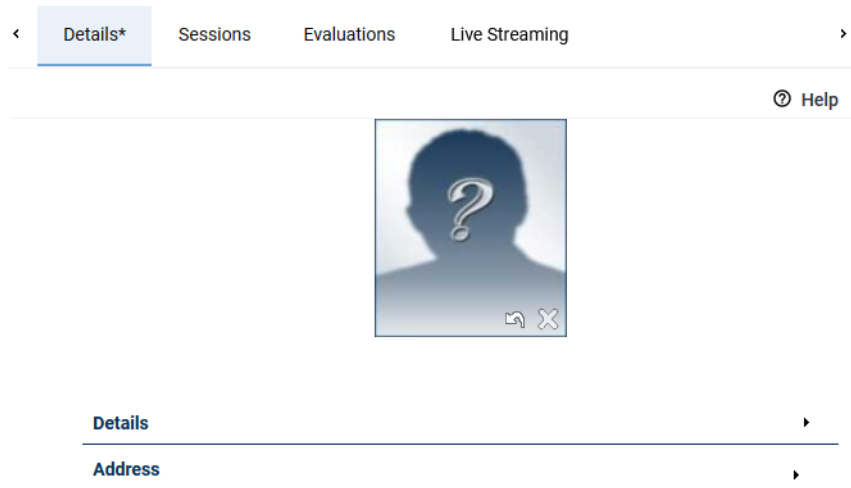 Details* Sessions Evaluations Live Streaming
Help
?
Details
Address